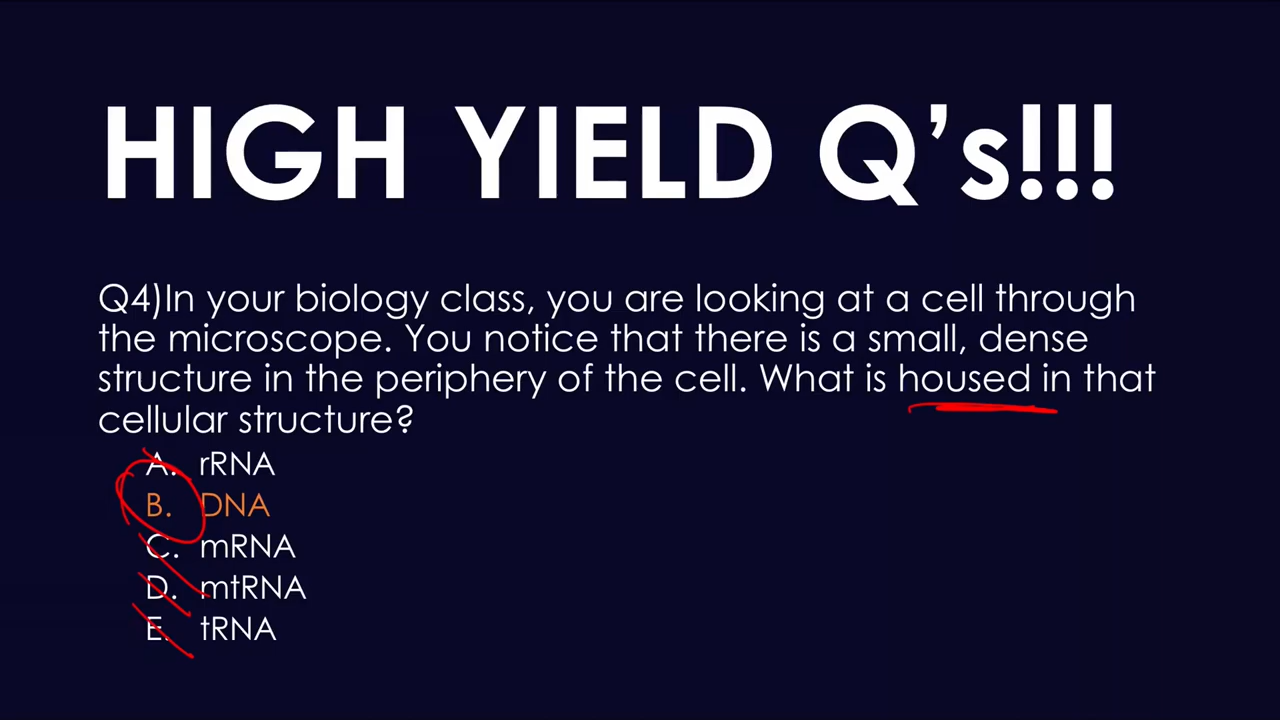 HIGH YIELD Q’s!!!
Q4)In your biology class, you are looking at a cell through
the microscope. You notice that there is a small, dense
structure in the periphery of the cell. What is housed in that
cellular structure?
A. rRNA
B. DNA
C. mRNA
D. mtRNA
E. tRNA